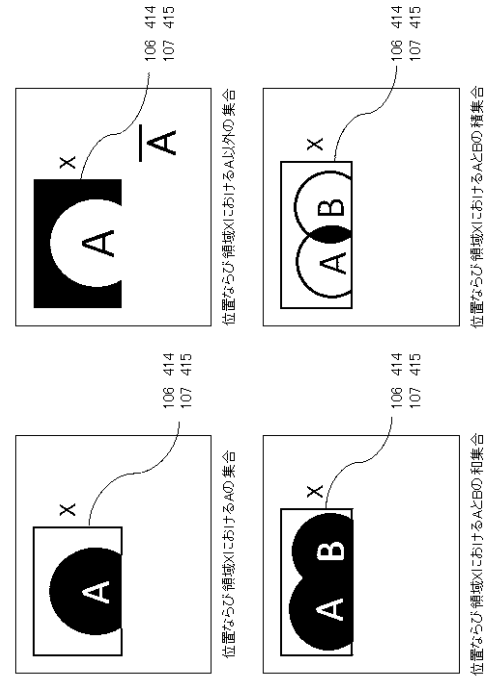 X
A
106 414
107 415
位置ならび領域XにおけるAの集合
X
A
A
106 414
107 415
位置ならび領域XにおけるA以外の集合
X
A B
106 414
107 415
位置ならび領域XにおけるAとBの和集合
X
A B
106 414
107 415
位置ならび領域XにおけるAとBの積集合